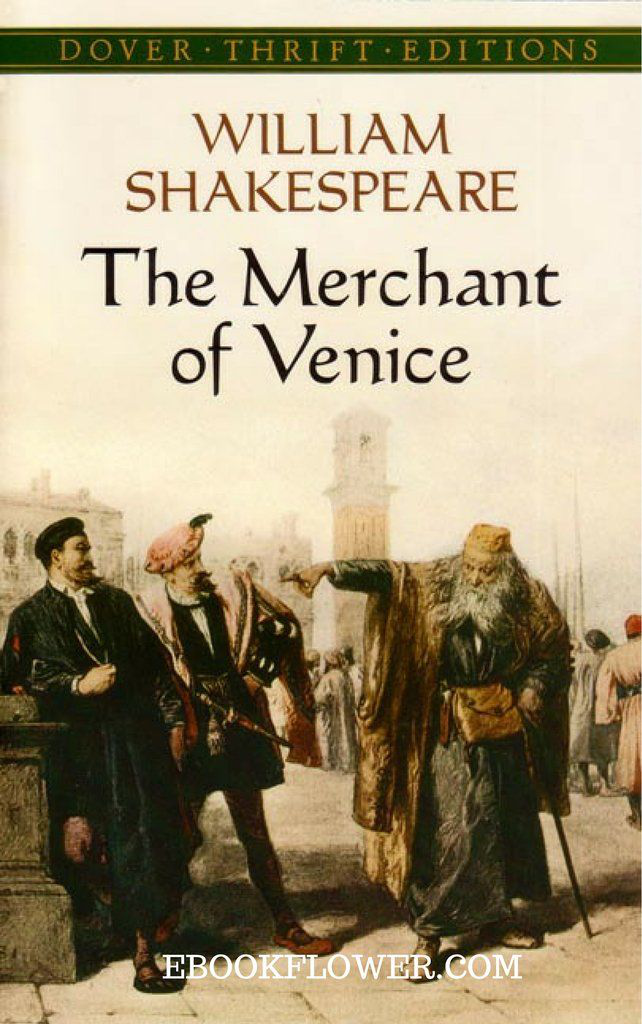 DOVER · THRIFT · EDITIONS
WILLIAM
SHAKESPEARE
The Merchant
of Venice
EBOOKFLOWER.COM